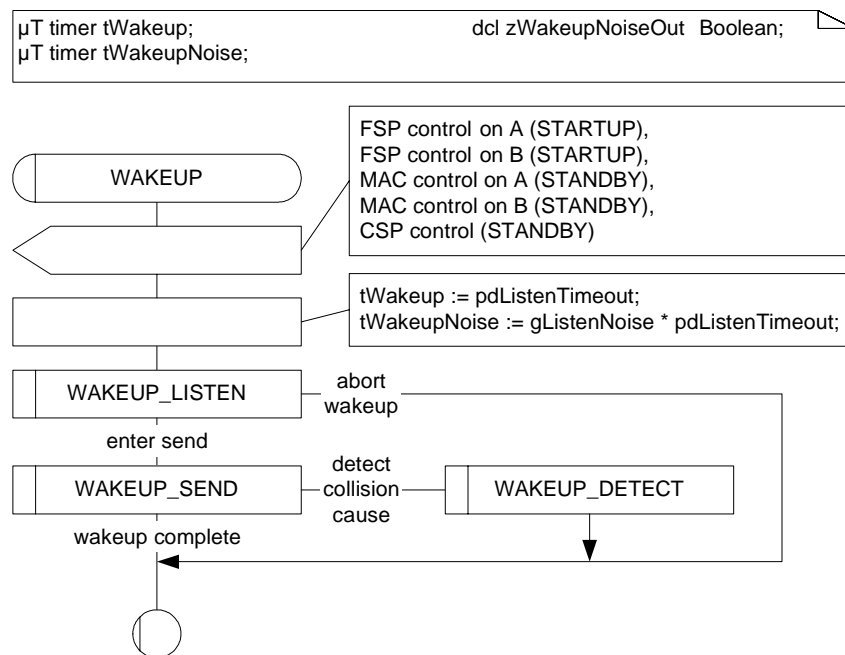 µT timer tWakeup; dcl zWakeupNoiseOut Boolean;
µT timer tWakeupNoise;
FSP control on A (STARTUP),
FSP control on B (STARTUP),
MAC control on A (STANDBY),
MAC control on B (STANDBY),
CSP control (STANDBY)
WAKEUP
tWakeup := pdListenTimeout;
tWakeupNoise := gListenNoise * pdListenTimeout;
WAKEUP_LISTEN
abort
wakeup
enter send
WAKEUP_SEND
detect
collision
cause
WAKEUP_DETECT
wakeup complete